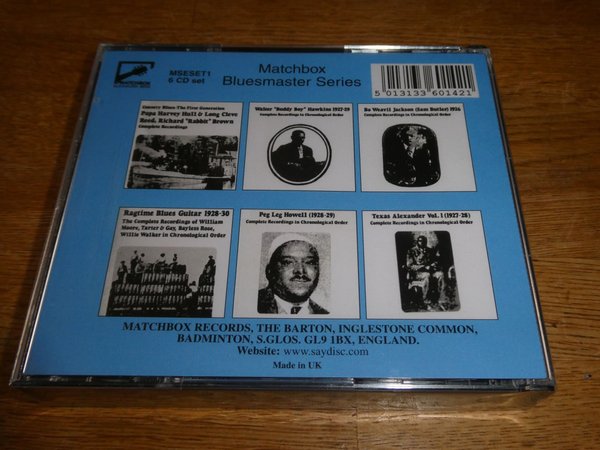 MATCHBOX
BLUESMASTER SERIES
MSESET1
6 CD set
Matchbox
Bluesmaster Series
5 013133 601421
Country Blues-The First Generation
Papa Harvey Hull & Long Cleve
Reed, Richard "Rabbit" Brown
Complete Recordings
Walter "Buddy Boy" Hawkins 1927-29
Complete Recordings in Chronological Order
Bo Weavil Jackson (Sam Butler) 1926
Complete Recordings in Chronological Order
Ragtime Blues Guitar 1928-30
The Complete Recordings of William
Moore, Tarter & Gay, Bayless Rose,
Willie Walker in Chronological Order
Peg Leg Howell (1928-29)
Complete Recordings in Chronological Order
Texas Alexander Vol. 1 (1927-28)
Complete Recordings in Chronological Order
MATCHBOX RECORDS, THE BARTON, INGLESTONE COMMON,
BADMINTON, S.GLOS. GL9 1BX, ENGLAND.
Website: www.saydisc.com
Made in UK